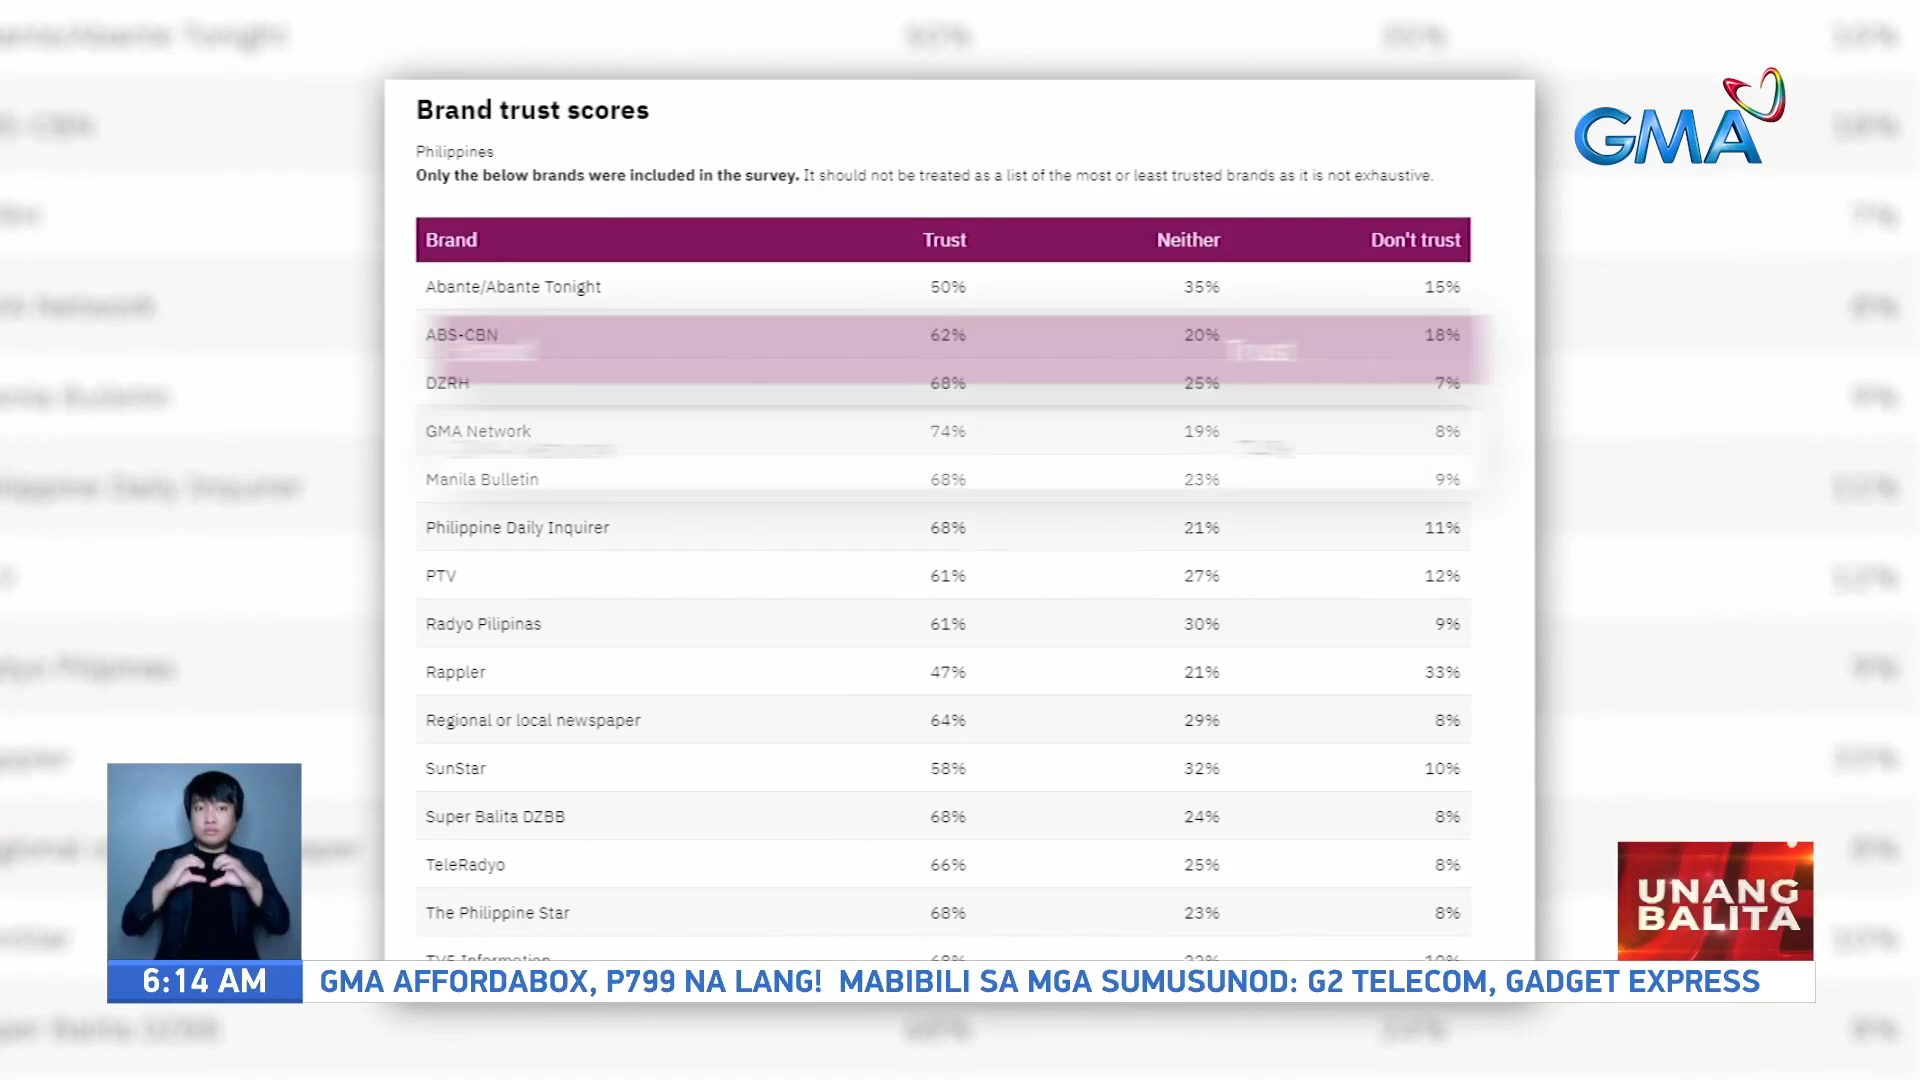 GMA
Brand trust scores
Philippines
Only the below brands were included in the survey. It should not be treated as a list of the most or least trusted brands as it is not exhaustive.
Brand Trust Neither Don't trust
Abante/Abante Tonight 50% 35% 15%
ABS-CBN 62% 20% 18%
Trust
DZRH 68% 25% 7%
GMA Network 74% 19% 8%
Manila Bulletin 68% 23% 9%
Philippine Daily Inquirer 68% 21% 11%
PTV 61% 27% 12%
Radyo Pilipinas 61% 30% 9%
Rappler 47% 21% 33%
Regional or local newspaper 64% 29% 8%
SunStar 58% 32% 10%
Super Balita DZBB 68% 24% 8%
TeleRadyo 66% 25% 8%
The Philippine Star 68% 23% 8%
UNANG
BALITA
6:14 AM GMA AFFORDABOX, P799 NA LANG! MABIBILI SA MGA SUMUSUNOD: G2 TELECOM, GADGET EXPRESS